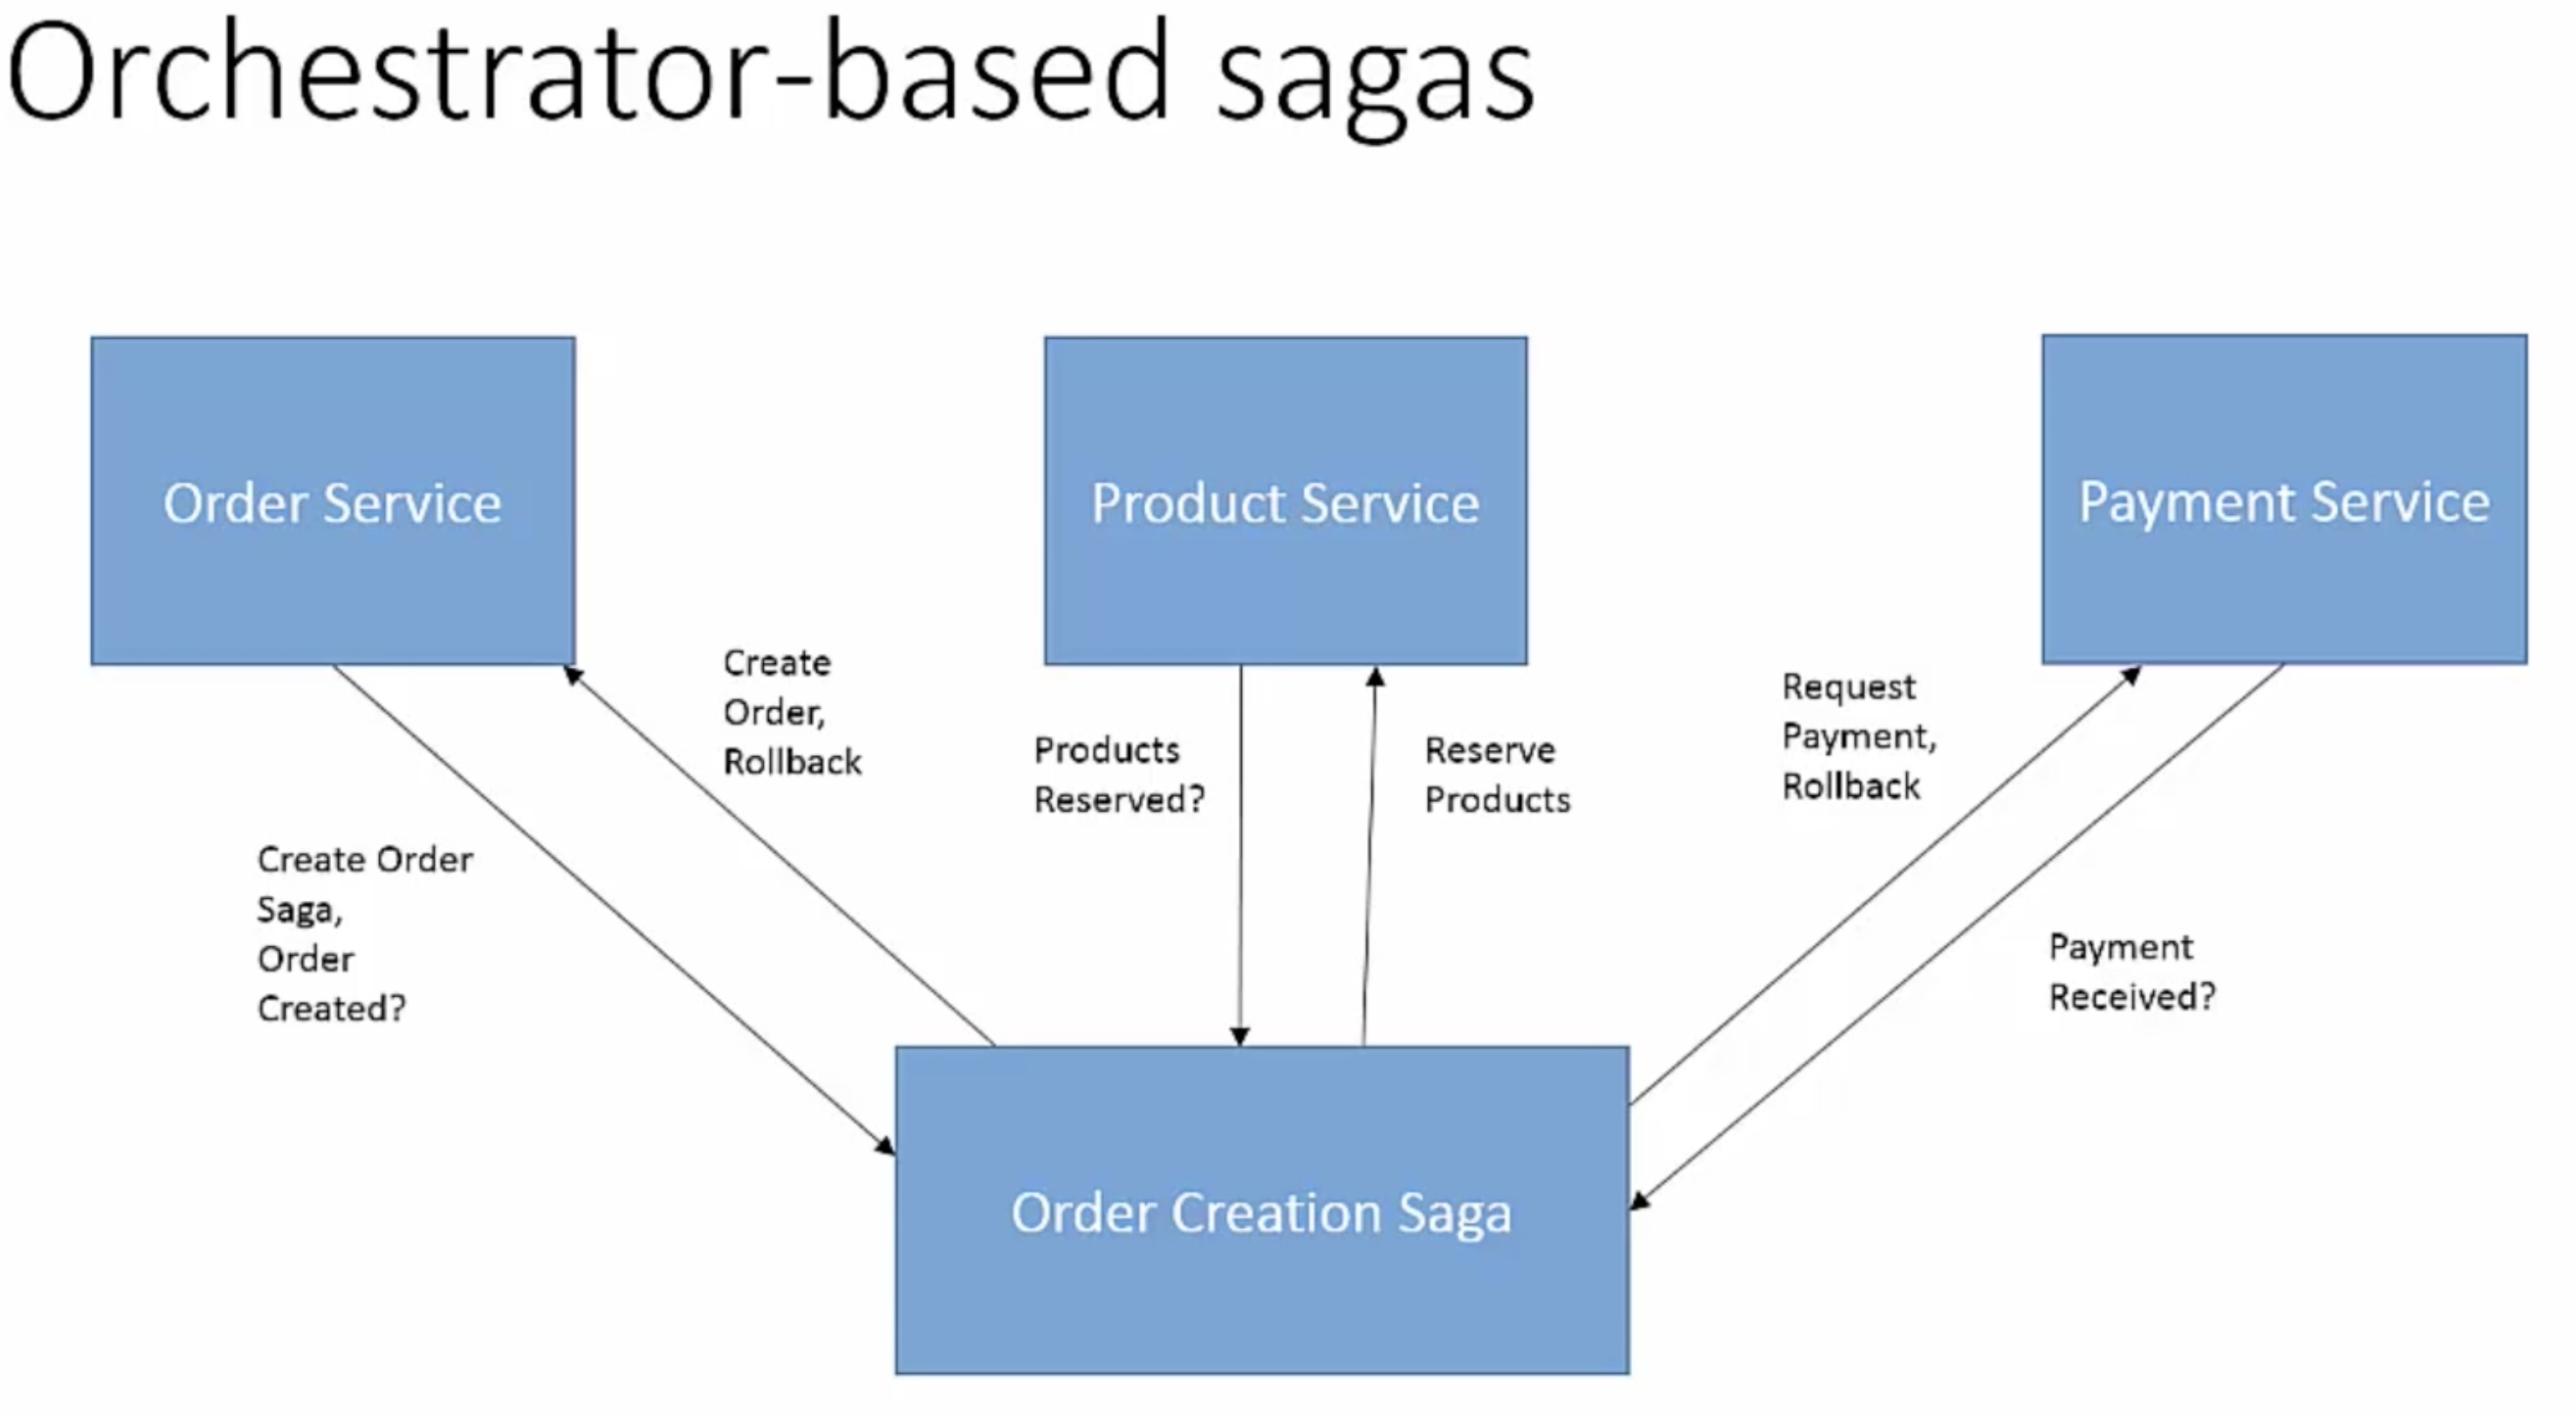 Orchestrator-based sagas
Order Service
Product Service
Payment Service
Create
Order,
Rollback
Products
Reserved?
Reserve
Products
Request
Payment,
Rollback
Create Order
Saga,
Order
Created?
Payment
Received?
Order Creation Saga